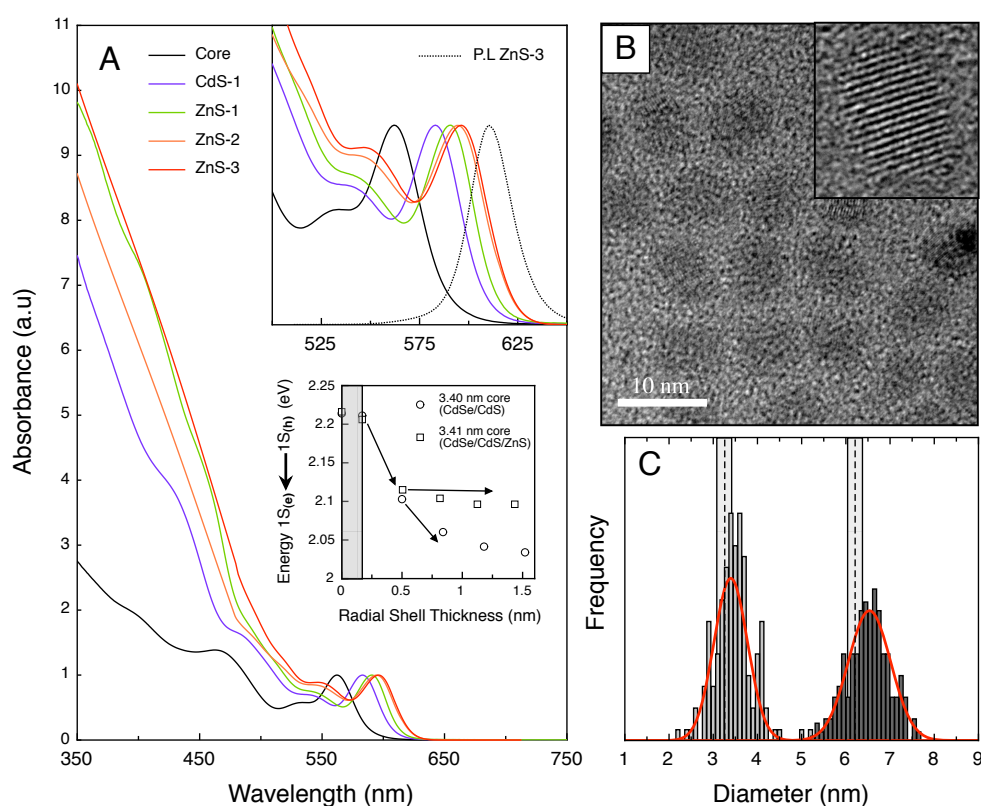 A
Core
CdS-1
ZnS-1
ZnS-2
ZnS-3
P.L ZnS-3
525
575
625
11
10
9
8
7
6
5
4
3
2
1
0
Absorbance (a.u)
350
450
550
650
750
Wavelength (nm)
2.25
2.2
2.15
2.1
2.05
2
Energy 1S(e) → 1S(h) (eV)
3.40 nm core
(CdSe/CdS)
3.41 nm core
(CdSe/CdS/ZnS)
0
0.5
1
1.5
Radial Shell Thickness (nm)
B
10 nm
C
Frequency
1 2 3 4 5 6 7 8 9
Diameter (nm)